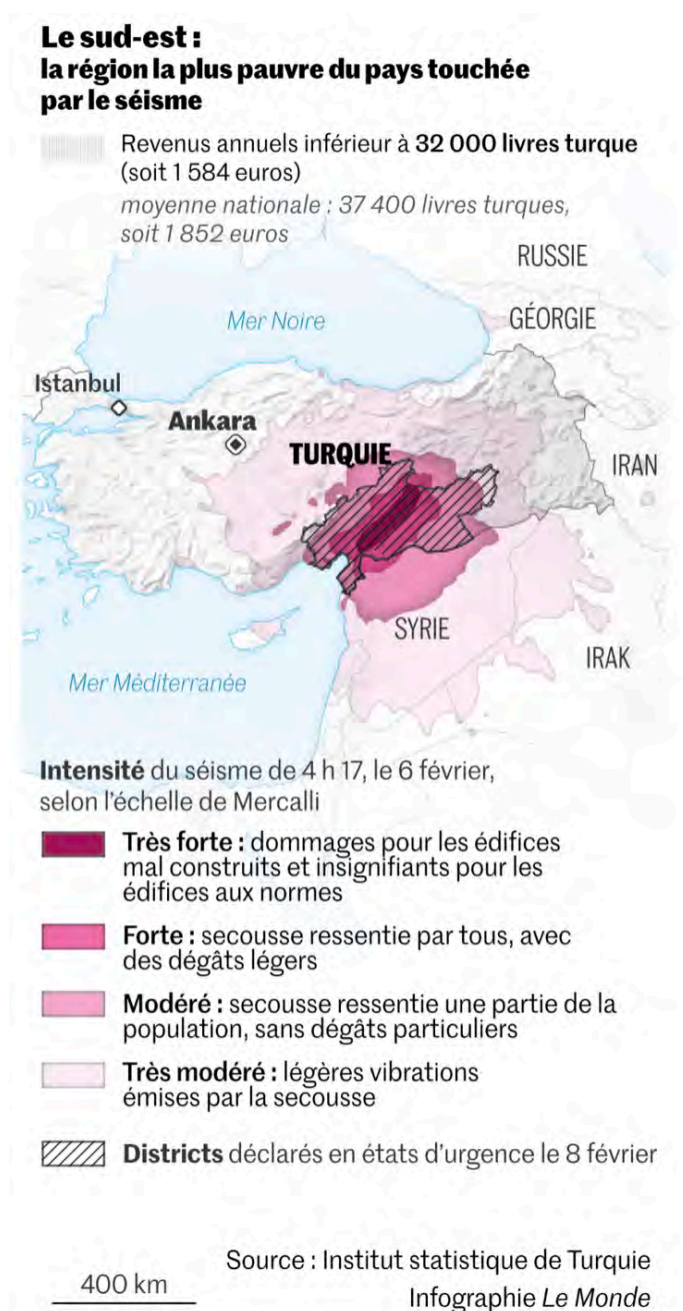 Le sud-est :
la région la plus pauvre du pays touchée
par le séisme
Revenus annuels inférieur à 32 000 livres turque
(soit 1 584 euros)
moyenne nationale : 37 400 livres turques,
soit 1 852 euros
RUSSIE
Mer Noire
GÉORGIE
Istanbul
Ankara
TURQUIE
IRAN
SYRIE
IRAK
Mer Méditerranée
Intensité du séisme de 4 h 17, le 6 février,
selon l'échelle de Mercalli
Très forte : dommages pour les édifices
mal construits et insignifiants pour les
édifices aux normes
Forte : secousse ressentie par tous, avec
des dégâts légers
Modéré : secousse ressentie une partie de la
population, sans dégâts particuliers
Très modéré : légères vibrations
émises par la secousse
Districts déclarés en états d'urgence le 8 février
Source : Institut statistique de Turquie
400 km
Infographie Le Monde